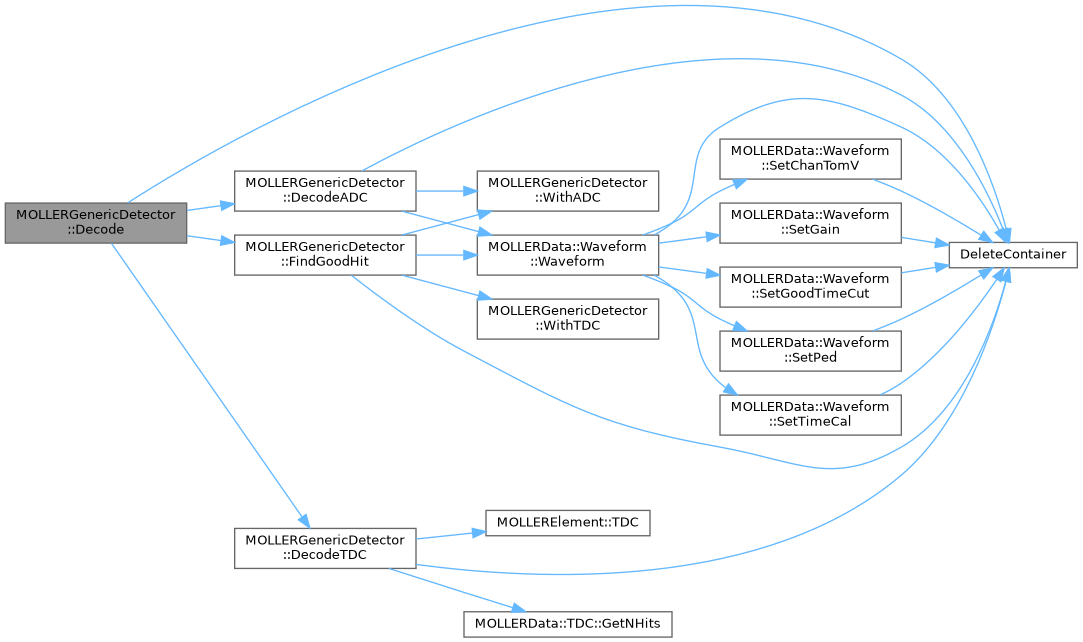 MOLLERGenericDetector
::Decode
MOLLERGenericDetector
::DecodeADC
MOLLERGenericDetector
::FindGoodHit
MOLLERGenericDetector
::DecodeTDC
MOLLERGenericDetector
::WithADC
MOLLERData::Waveform
::Waveform
MOLLERGenericDetector
::WithTDC
MOLLERElement::TDC
MOLLERData::TDC::GetNHits
MOLLERData::Waveform
::SetChanTomV
MOLLERData::Waveform
::SetGain
MOLLERData::Waveform
::SetGoodTimeCut
MOLLERData::Waveform
::SetPed
MOLLERData::Waveform
::SetTimeCal
DeleteContainer